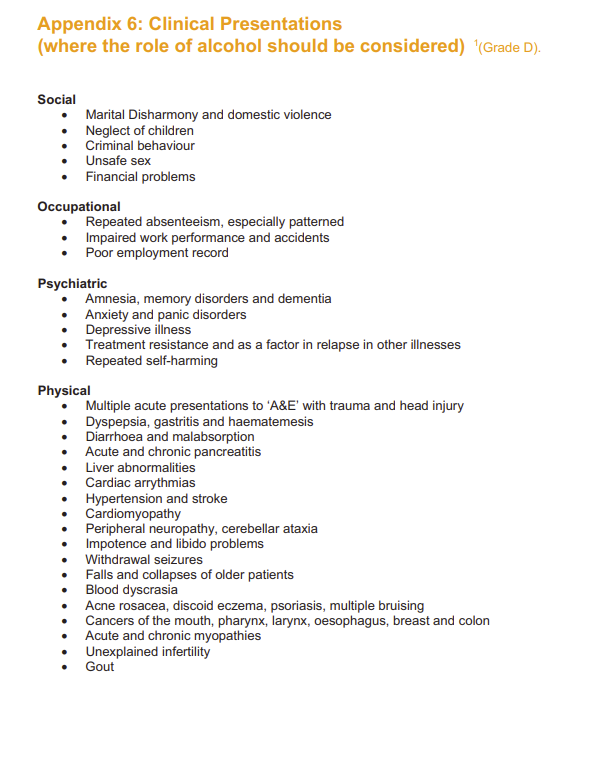 Appendix 6: Clinical Presentations
(where the role of alcohol should be considered) ¹(Grade D).
Social
• Marital Disharmony and domestic violence
• Neglect of children
• Criminal behaviour
• Unsafe sex
• Financial problems
Occupational
• Repeated absenteeism, especially patterned
• Impaired work performance and accidents
• Poor employment record
Psychiatric
• Amnesia, memory disorders and dementia
• Anxiety and panic disorders
• Depressive illness
• Treatment resistance and as a factor in relapse in other illnesses
• Repeated self-harming
Physical
• Multiple acute presentations to ‘A&E’ with trauma and head injury
• Dyspepsia, gastritis and haematemesis
• Diarrhoea and malabsorption
• Acute and chronic pancreatitis
• Liver abnormalities
• Cardiac arrythmias
• Hypertension and stroke
• Cardiomyopathy
• Peripheral neuropathy, cerebellar ataxia
• Impotence and libido problems
• Withdrawal seizures
• Falls and collapses of older patients
• Blood dyscrasia
• Acne rosacea, discoid eczema, psoriasis, multiple bruising
• Cancers of the mouth, pharynx, larynx, oesophagus, breast and colon
• Acute and chronic myopathies
• Unexplained infertility
• Gout